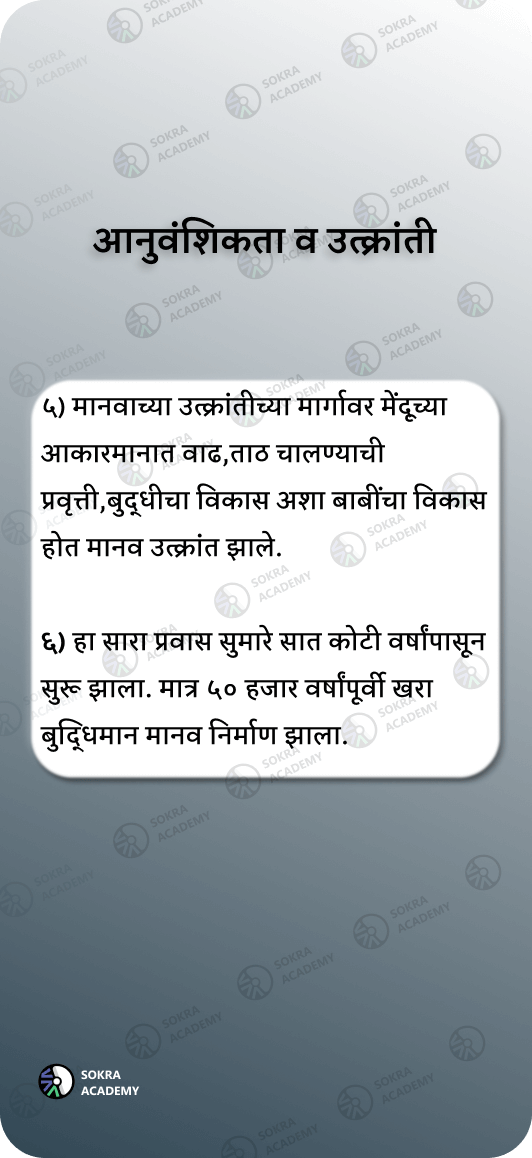 आनुवंशिकता व उत्क्रांती
५) मानवाच्या उत्क्रांतीच्या मार्गावर मेंदूच्या
आकारमानात वाढ,ताठ चालण्याची
प्रवृत्ती,बुद्धीचा विकास अशा बाबींचा विकास
होत मानव उत्क्रांत झाले.
६) हा सारा प्रवास सुमारे सात कोटी वर्षांपासून
सुरू झाला. मात्र ५० हजार वर्षांपूर्वी खरा
बुद्धिमान मानव निर्माण झाला.
SOKRA
ACADEMY